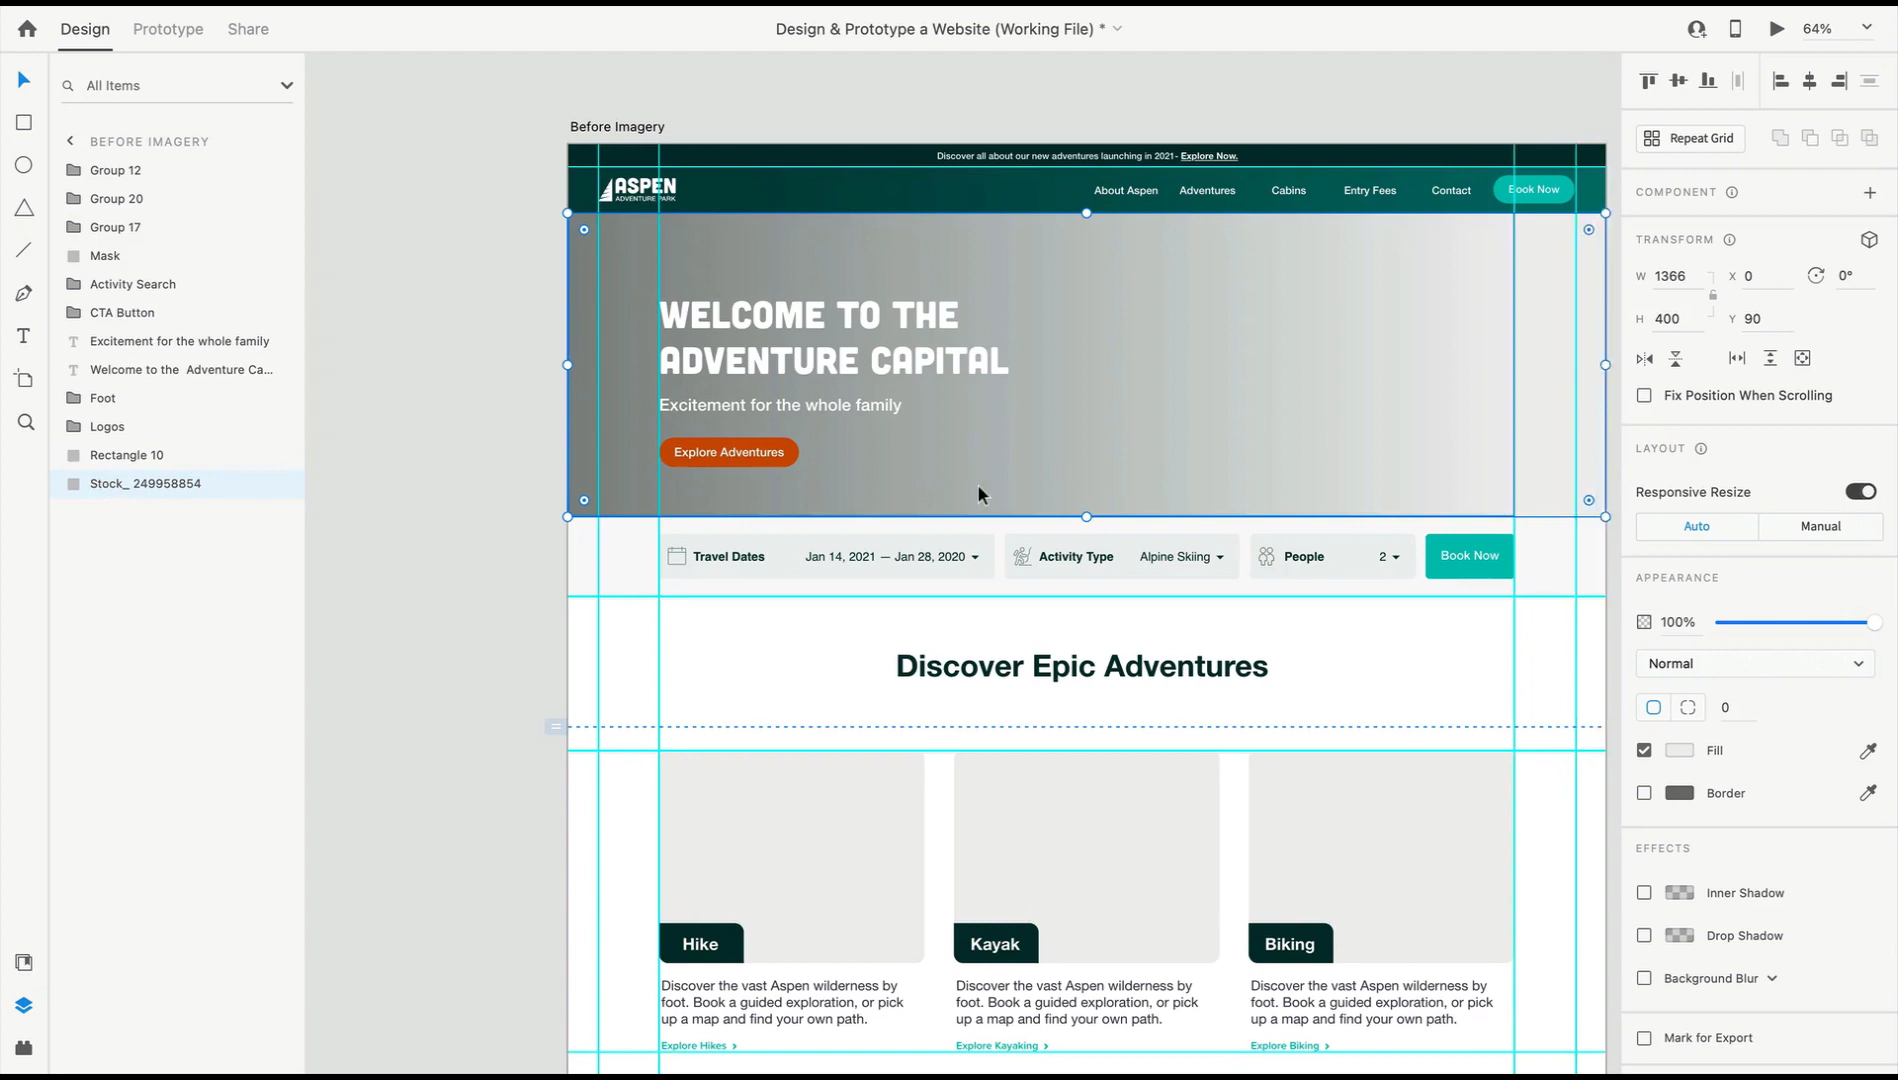 Design
Prototype
Share
Design & Prototype a Website (Working File) *
64%
All Items
BEFORE IMAGERY
Group 12
Group 20
Group 17
Mask
Activity Search
CTA Button
Excitement for the whole family
Welcome to the  Adventure Ca...
Foot
Logos
Rectangle 10
Stock_ 249958854
Before Imagery
Discover all about our new adventures launching in 2021- Explore Now.
ASPEN
ADVENTURE PARK
About Aspen
Adventures
Cabins
Entry Fees
Contact
Book Now
WELCOME TO THE
ADVENTURE CAPITAL
Excitement for the whole family
Explore Adventures
Travel Dates
Jan 14, 2021 — Jan 28, 2020
Activity Type
Alpine Skiing
People
2
Book Now
Discover Epic Adventures
Hike
Discover the vast Aspen wilderness by
foot. Book a guided exploration, or pick
up a map and find your own path.
Explore Hikes >
Kayak
Discover the vast Aspen wilderness by
foot. Book a guided exploration, or pick
up a map and find your own path.
Explore Kayaking >
Biking
Discover the vast Aspen wilderness by
foot. Book a guided exploration, or pick
up a map and find your own path.
Explore Biking >
Repeat Grid
COMPONENT
TRANSFORM
W 1366
X 0
0°
H 400
Y 90
Fix Position When Scrolling
LAYOUT
Responsive Resize
Auto
Manual
APPEARANCE
100%
Normal
0
Fill
Border
EFFECTS
Inner Shadow
Drop Shadow
Background Blur
Mark for Export